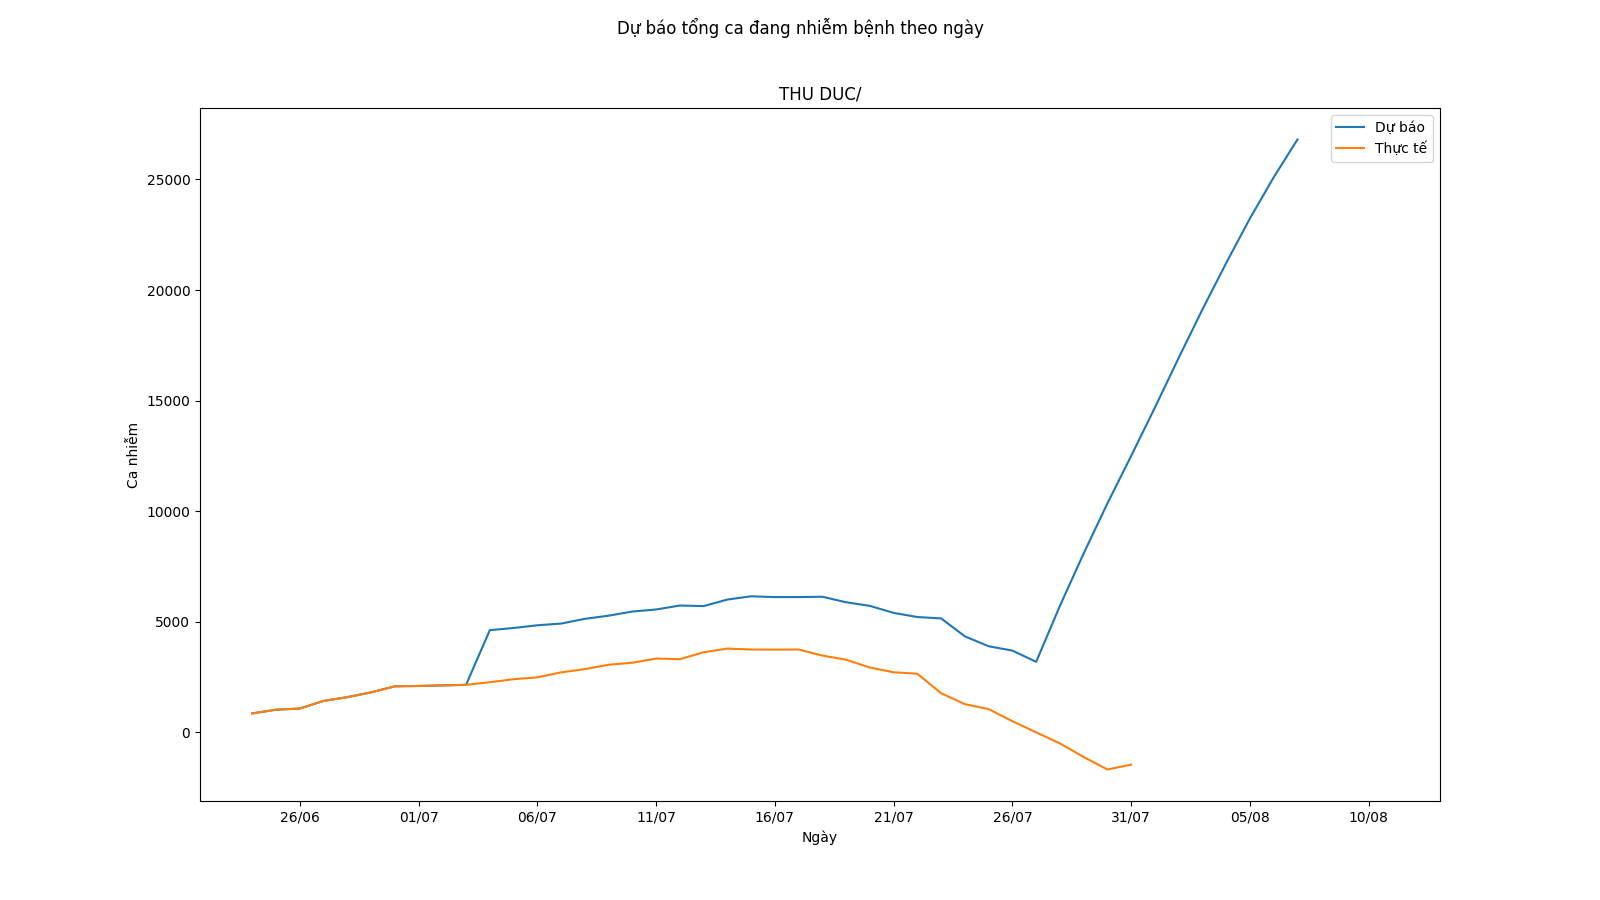 Dự báo tổng ca đang nhiễm bệnh theo ngày
THU DUC/
Dự báo
Thực tế
Ca nhiễm
25000
20000
15000
10000
5000
0
26/06 01/07 06/07 11/07 16/07 21/07 26/07 31/07 05/08 10/08
Ngày